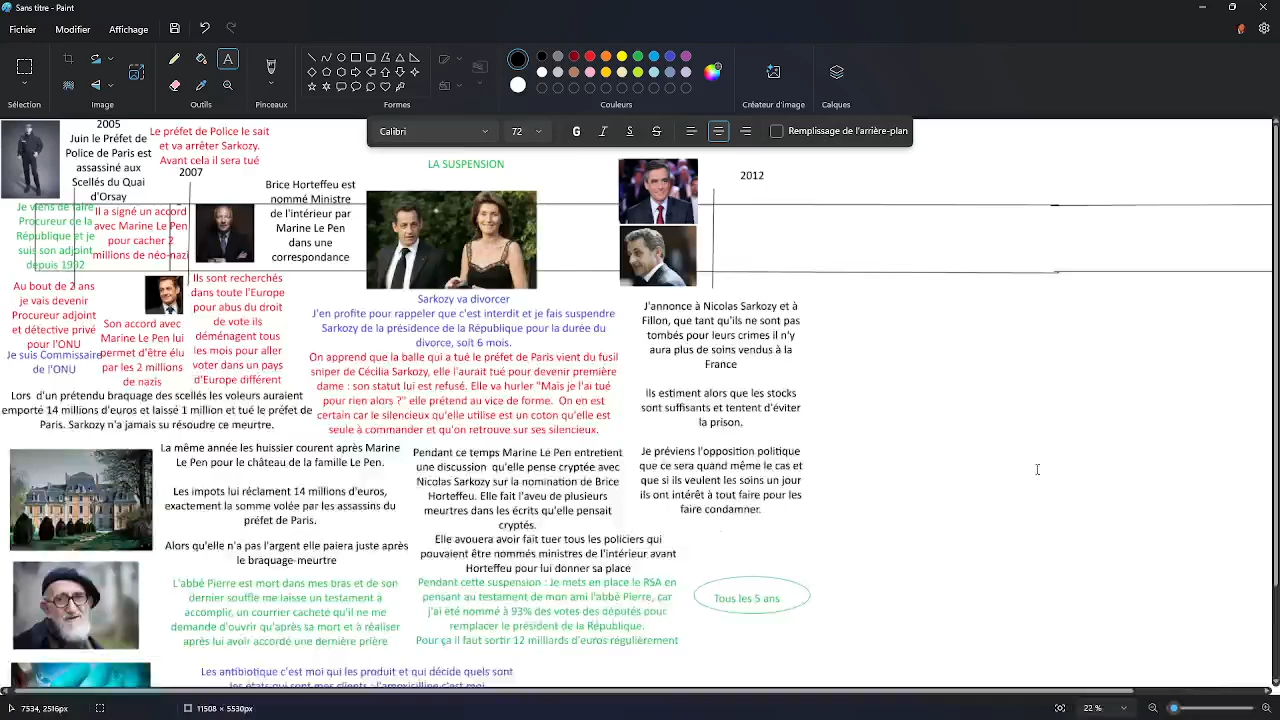 Sans titre - Paint
Fichier
Modifier
Affichage
Sélection
Image
Outils
Pinceaux
Formes
Couleurs
Créateur d'image
Calques
Calibri
72
G
I
S
S
Remplissage de l'arrière-plan
2005
Juin le Préfet de
Police de Paris est
assassiné aux
Scellés du Quai
d'Orsay
Le préfet de Police le sait
et va arrêter Sarkozy.
Avant cela il sera tué
2007
Je viens de faire
Procureur de la
République et je
suis son adjoint
depuis 1992
Il a signé un accord
avec Marine Le Pen
pour cacher 2
millions de néo-nazi
Brice Horteffeu est
nommé Ministre
de l'intérieur par
Marine Le Pen
dans une
correspondance
LA SUSPENSION
2012
Au bout de 2 ans
je vais devenir
Procureur adjoint
et détective privé
pour l'ONU
Je suis Commissaire
de l'ONU
Son accord avec
Marine Le Pen lui
permet d'être élu
par les 2 millions
de nazis
Ils sont recherchés
dans toute l'Europe
pour abus du droit
de vote ils
déménagent tous
les mois pour aller
voter dans un pays
d'Europe différent
Sarkozy va divorcer
J'en profite pour rappeler que c'est interdit et je fais suspendre
Sarkozy de la présidence de la République pour la durée du
divorce, soit 6 mois.
On apprend que la balle qui a tué le préfet de Paris vient du fusil
sniper de Cécilia Sarkozy, elle l'aurait tué pour devenir première
dame : son statut lui est refusé. Elle va hurler "Mais je l'ai tué
pour rien alors ?" elle prétend au vice de forme. On en est
certain car le silencieux qu'elle utilise est un coton qu'elle est
seule à commander et qu'on retrouve sur ses silencieux.
J'annonce à Nicolas Sarkozy et à
Fillon, que tant qu'ils ne sont pas
tombés pour leurs crimes il n'y
aura plus de soins vendus à la
France
Ils estiment alors que les stocks
sont suffisants et tentent d'éviter
la prison.
Je préviens l'opposition politique
que ce sera quand même le cas et
que si ils veulent les soins un jour
ils ont intérêt à tout faire pour les
faire condamner.
Lors d'un prétendu braquage des scellés les voleurs auraient
emporté 14 millions d'euros et laissé 1 million et tué le préfet de
Paris. Sarkozy n'a jamais su résoudre ce meurtre.
La même année les huissier courent après Marine
Le Pen pour le château de la famille Le Pen.
Les impots lui réclament 14 millions d'euros,
exactement la somme volée par les assassins du
préfet de Paris.
Alors qu'elle n'a pas l'argent elle paiera juste après
le braquage-meurtre
Pendant ce temps Marine Le Pen entretient
une discussion qu'elle pense cryptée avec
Nicolas Sarkozy sur la nomination de Brice
Horteffeu. Elle fait l'aveu de plusieurs
meurtres dans les écrits qu'elle pensait
cryptés.
Elle avouera avoir fait tuer tous les policiers qui
pouvaient être nommés ministres de l'intérieur avant
Hortefeu pour lui donner sa place
L'abbé Pierre est mort dans mes bras et de son
dernier souffle me laisse un testament à
accomplir, un courrier cacheté qu'il ne me
demande d'ouvrir qu'après sa mort et à réaliser
après lui avoir accordé une dernière prière
Pendant cette suspension : Je mets en place le RSA en
pensant au testament de mon ami l'abbé Pierre, car
j'ai été nommé à 93% des votes des députés pour
remplacer le président de la République.
Pour ça il faut sortir 12 milliards d'euros régulièrement
Tous les 5 ans
Les antibiotique c'est moi qui les produit et qui décide quels sont
les états qui sont mes clients : l'amoxicilline c'est moi
7534, 2516px
11508 × 5530px
22 %